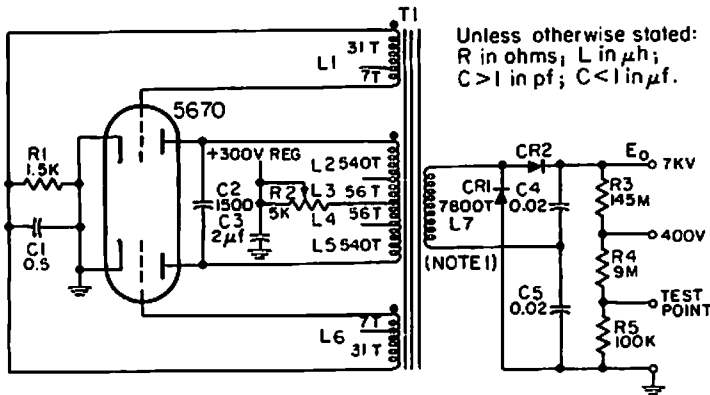 T1
Unless otherwise stated:
R in ohms; L in μh;
C>1 in pf; C<1 in μf.
31T
L1
7T
5670
R1
1.5K
C1
0.5
+300V REG
C2
1500
R2
5K
C3
2μf
L2 540T
L3 56T
L4 56T
L5 540T
L6
7T
31T
7800T
L7
(NOTE 1)
CR2
CR1
C4
0.02
C5
0.02
Eo
7KV
R3
145M
400V
R4
9M
TEST
POINT
R5
100K